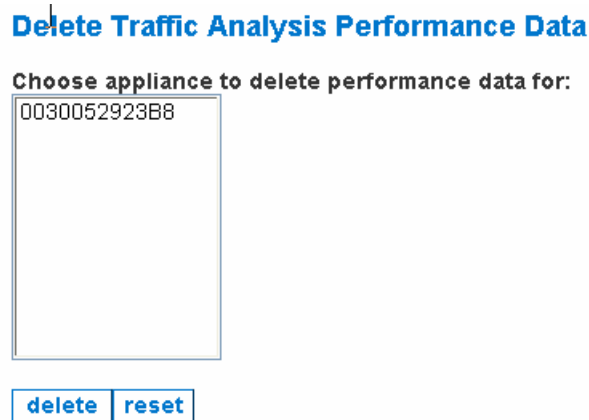 Delete Traffic Analysis Performance Data
Choose appliance to delete performance data for:
0030052923B8
delete reset